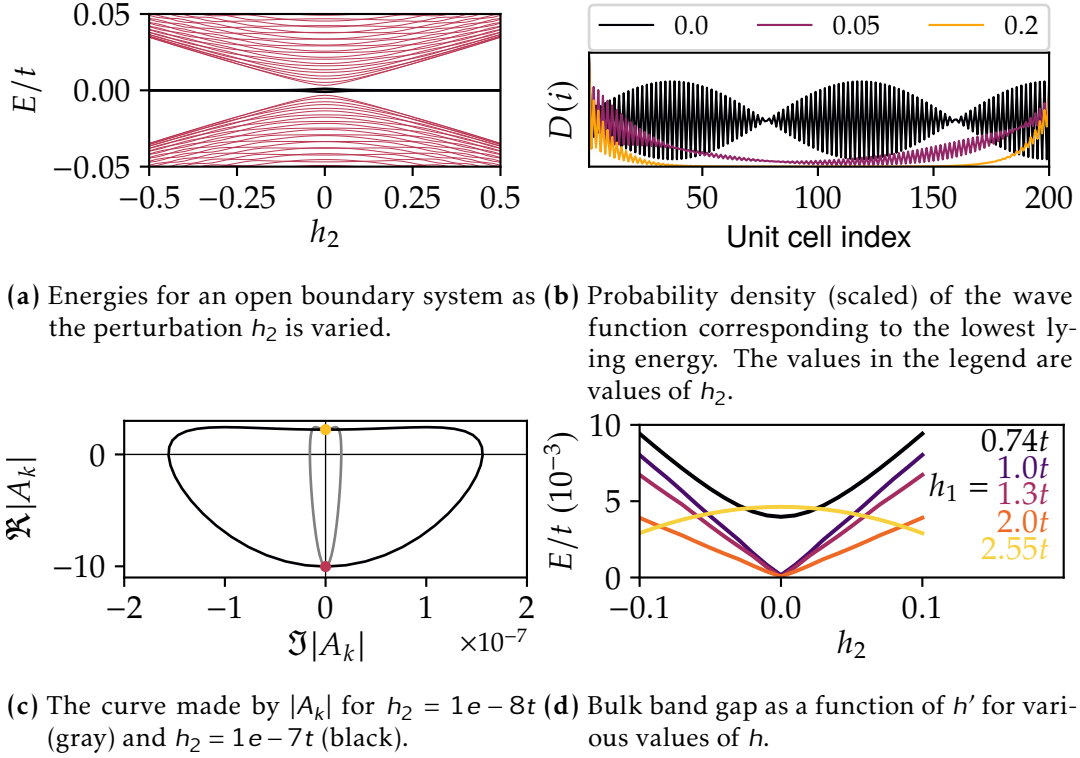 0.05
0.00
−0.05
E/t
−0.5 −0.25 0 0.25 0.5
h₂
0.0 0.05 0.2
D(i)
50 100 150 200
Unit cell index
(a) Energies for an open boundary system as
the perturbation h₂ is varied.
(b) Probability density (scaled) of the wave
function corresponding to the lowest ly-
ing energy. The values in the legend are
values of h₂.
0
−10
ℜ|Aₖ|
−2 −1 0 1 2
×10⁻⁷
ℑ|Aₖ|
10
5
0
E/t (10⁻³)
0.74t
1.0t
h₁ = 1.3t
2.0t
2.55t
−0.1 0.0 0.1
h₂
(c) The curve made by |Aₖ| for h₂ = 1e − 8t
(gray) and h₂ = 1e − 7t (black).
(d) Bulk band gap as a function of h′ for vari-
ous values of h.